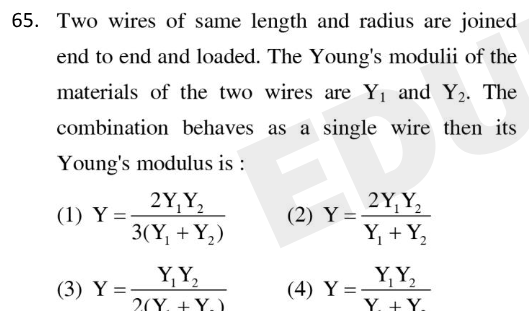 65. Two wires of same length and radius are joined
end to end and loaded. The Young's modulii of the
materials of the two wires are Y₁ and Y₂. The
combination behaves as a single wire then its
Young's modulus is :
(1) Y = 2Y₁Y₂ / 3(Y₁ + Y₂) (2) Y = 2Y₁Y₂ / Y₁ + Y₂
(3) Y = Y₁Y₂ / 2(Y₁ + Y₂) (4) Y = Y₁Y₂ / Y₁ + Y₂
EDU